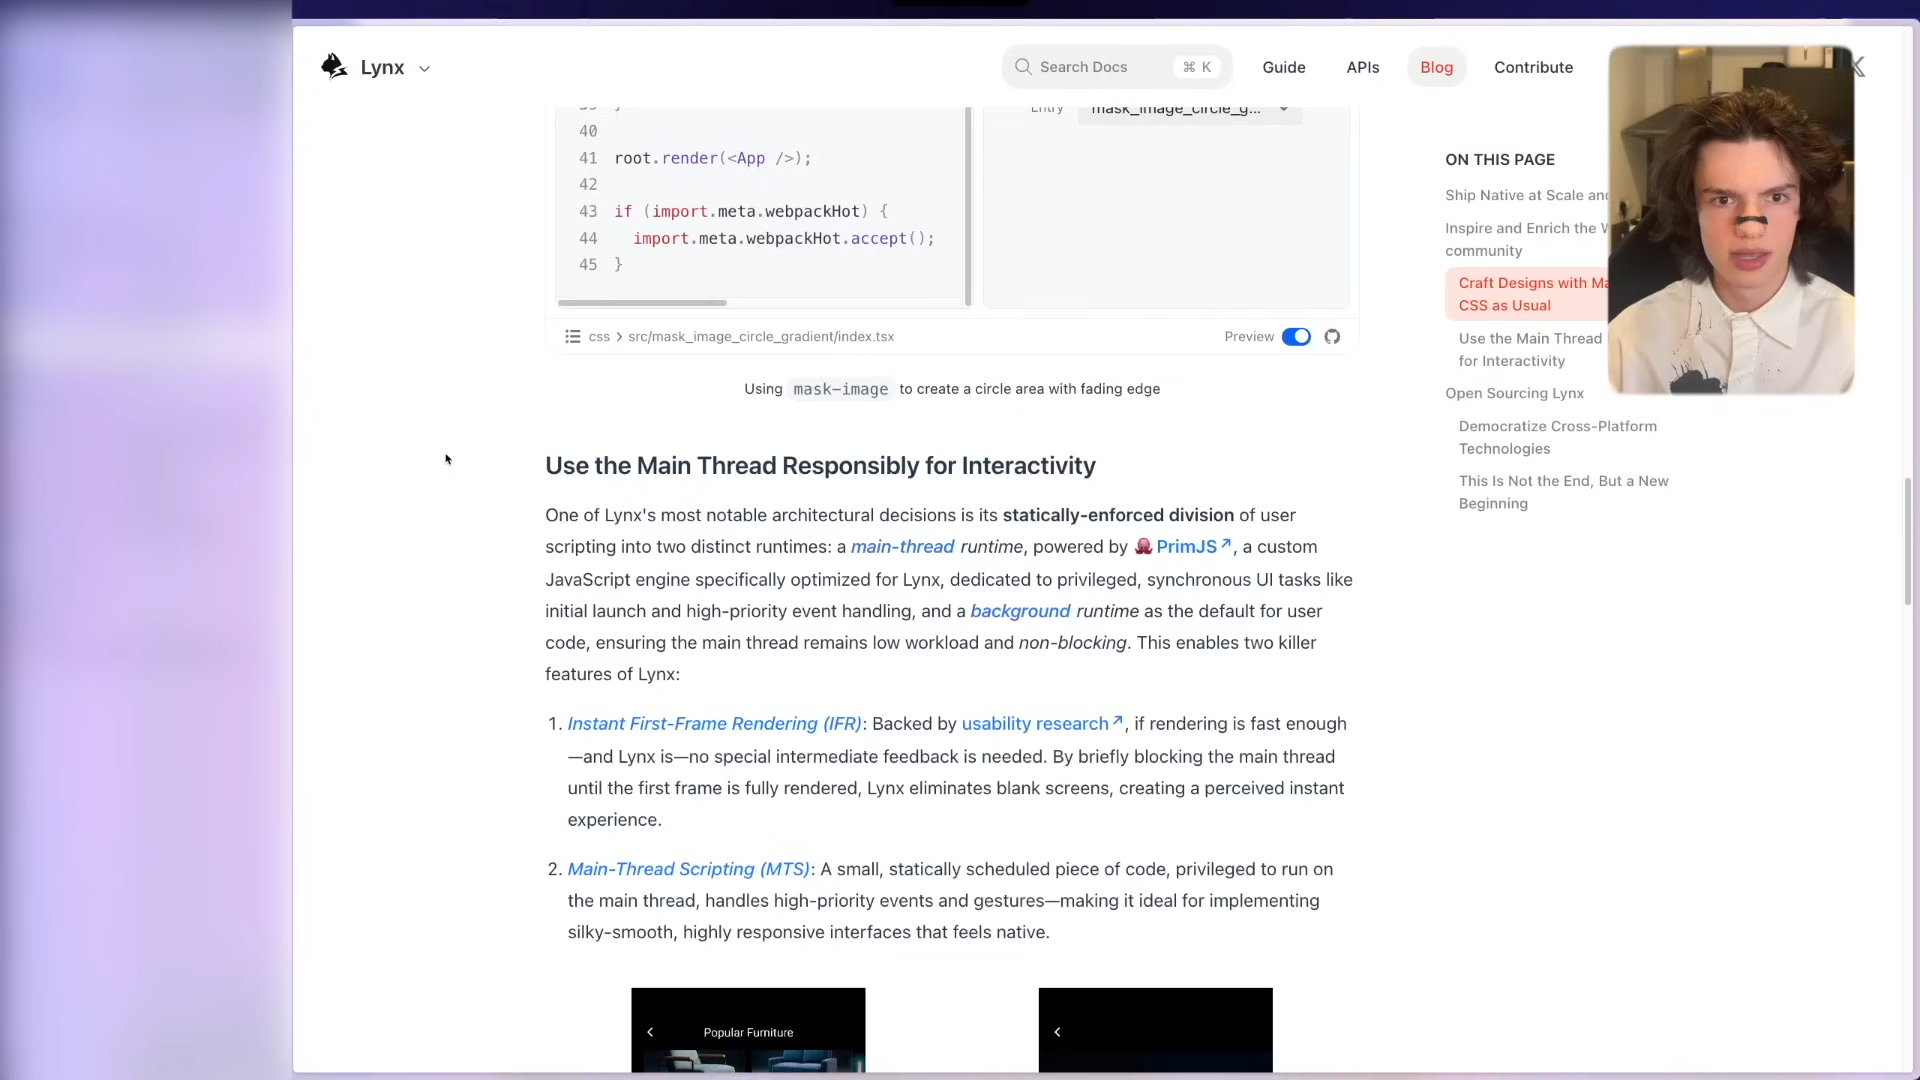 Lynx
Search Docs
⌘ K
Guide
APIs
Blog
Contribute
39 }
Entry
mask_image_circle_g...
40
41 root.render(<App />);
42
43 if (import.meta.webpackHot) {
44 import.meta.webpackHot.accept();
45 }
css > src/mask_image_circle_gradient/index.tsx
Preview
Using mask-image to create a circle area with fading edge
Use the Main Thread Responsibly for Interactivity
One of Lynx's most notable architectural decisions is its statically-enforced division of user
scripting into two distinct runtimes: a main-thread runtime, powered by 🐙 PrimJS↗, a custom
JavaScript engine specifically optimized for Lynx, dedicated to privileged, synchronous UI tasks like
initial launch and high-priority event handling, and a background runtime as the default for user
code, ensuring the main thread remains low workload and non-blocking. This enables two killer
features of Lynx:
1. Instant First-Frame Rendering (IFR): Backed by usability research↗, if rendering is fast enough
—and Lynx is—no special intermediate feedback is needed. By briefly blocking the main thread
until the first frame is fully rendered, Lynx eliminates blank screens, creating a perceived instant
experience.
2. Main-Thread Scripting (MTS): A small, statically scheduled piece of code, privileged to run on
the main thread, handles high-priority events and gestures—making it ideal for implementing
silky-smooth, highly responsive interfaces that feels native.
Popular Furniture
ON THIS PAGE
Ship Native at Scale
Inspire and Enrich the
community
Craft Designs with
CSS as Usual
Use the Main Thread
for Interactivity
Open Sourcing Lynx
Democratize Cross-Platform
Technologies
This Is Not the End, But a New
Beginning